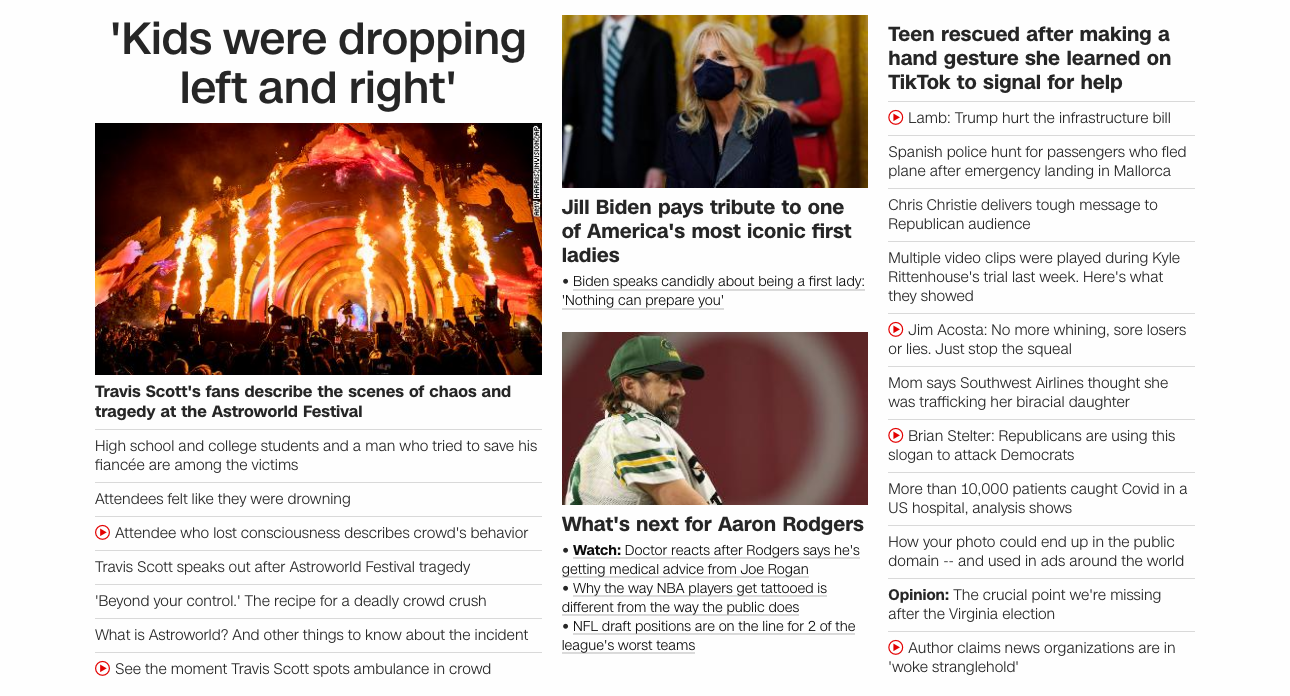 'Kids were dropping
left and right'
AMY HARRIS/INVISION/AP
Travis Scott's fans describe the scenes of chaos and
tragedy at the Astroworld Festival
High school and college students and a man who tried to save his
fiancée are among the victims
Attendees felt like they were drowning
Attendee who lost consciousness describes crowd's behavior
Travis Scott speaks out after Astroworld Festival tragedy
'Beyond your control.' The recipe for a deadly crowd crush
What is Astroworld? And other things to know about the incident
See the moment Travis Scott spots ambulance in crowd
Jill Biden pays tribute to one
of America's most iconic first
ladies
• Biden speaks candidly about being a first lady:
'Nothing can prepare you'
What's next for Aaron Rodgers
• Watch: Doctor reacts after Rodgers says he's
getting medical advice from Joe Rogan
• Why the way NBA players get tattooed is
different from the way the public does
• NFL draft positions are on the line for 2 of the
league's worst teams
Teen rescued after making a
hand gesture she learned on
TikTok to signal for help
Lamb: Trump hurt the infrastructure bill
Spanish police hunt for passengers who fled
plane after emergency landing in Mallorca
Chris Christie delivers tough message to
Republican audience
Multiple video clips were played during Kyle
Rittenhouse's trial last week. Here's what
they showed
Jim Acosta: No more whining, sore losers
or lies. Just stop the squeal
Mom says Southwest Airlines thought she
was trafficking her biracial daughter
Brian Stelter: Republicans are using this
slogan to attack Democrats
More than 10,000 patients caught Covid in a
US hospital, analysis shows
How your photo could end up in the public
domain -- and used in ads around the world
Opinion: The crucial point we're missing
after the Virginia election
Author claims news organizations are in
'woke stranglehold'